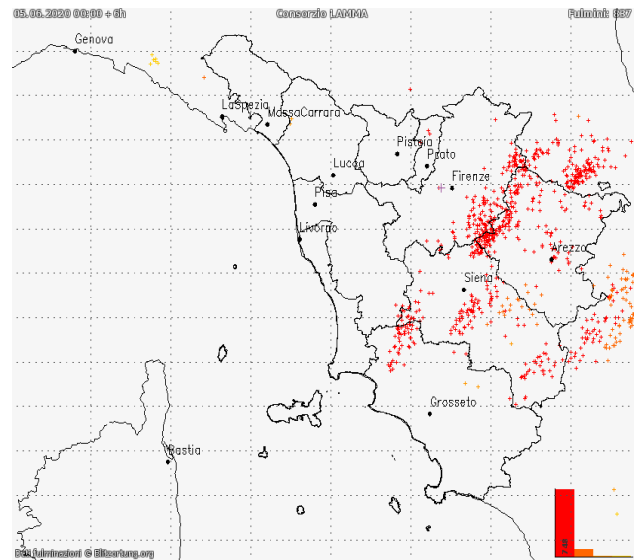 05.06.2020 00:00 +6h Consorzio LAMMA Fulmini: 837
Genova
LaSpezia
MassaCarrara
Pistoia
Prato
Lucca
Firenze
Pisa
Livorno
Arezzo
Siena
Grosseto
Bastia
Dati fulminazioni © Blitzortung.org
748